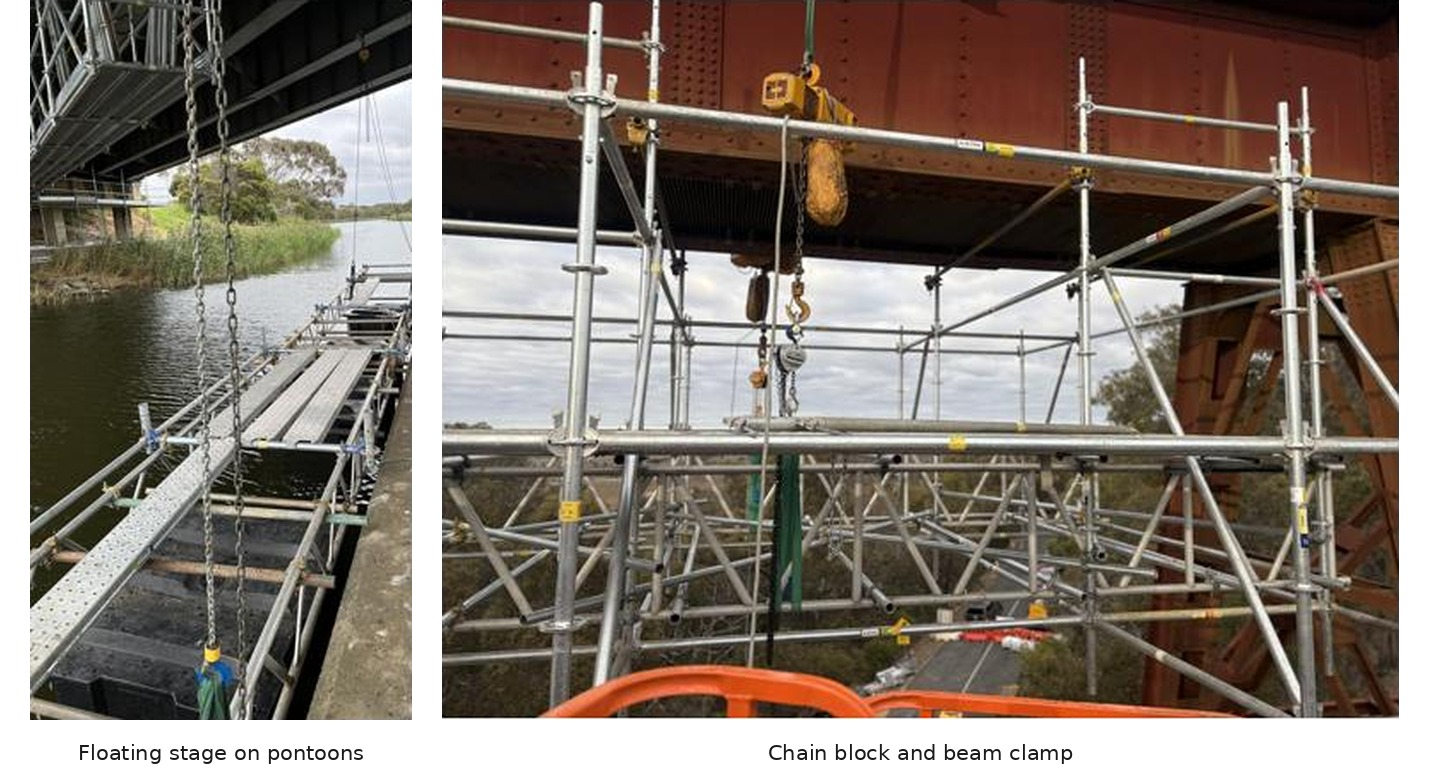 Floating stage on pontoons
Chain block and beam clamp